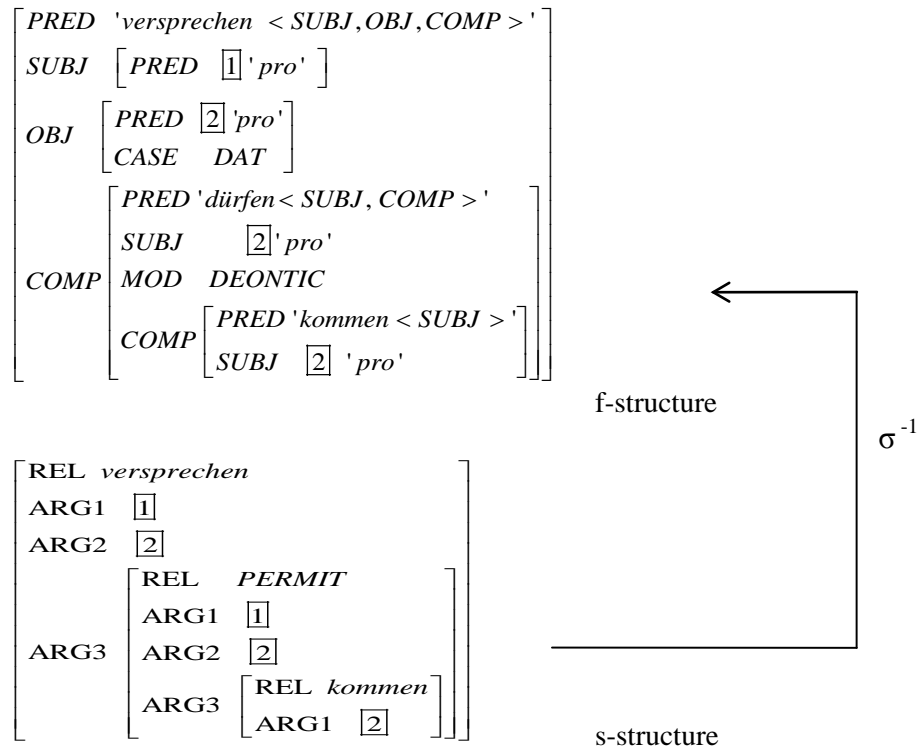 PRED 'versprechen < SUBJ,OBJ,COMP >'
SUBJ [PRED 1 'pro']
OBJ [PRED 2 'pro'
CASE DAT]
COMP [PRED 'dürfen < SUBJ, COMP >'
SUBJ 2 'pro'
MOD DEONTIC
COMP [PRED 'kommen < SUBJ >'
SUBJ 2 'pro']]
f-structure
σ -1
REL versprechen
ARG1 1
ARG2 2
ARG3 [REL PERMIT
ARG1 1
ARG2 2
ARG3 [REL kommen
ARG1 2]]
s-structure